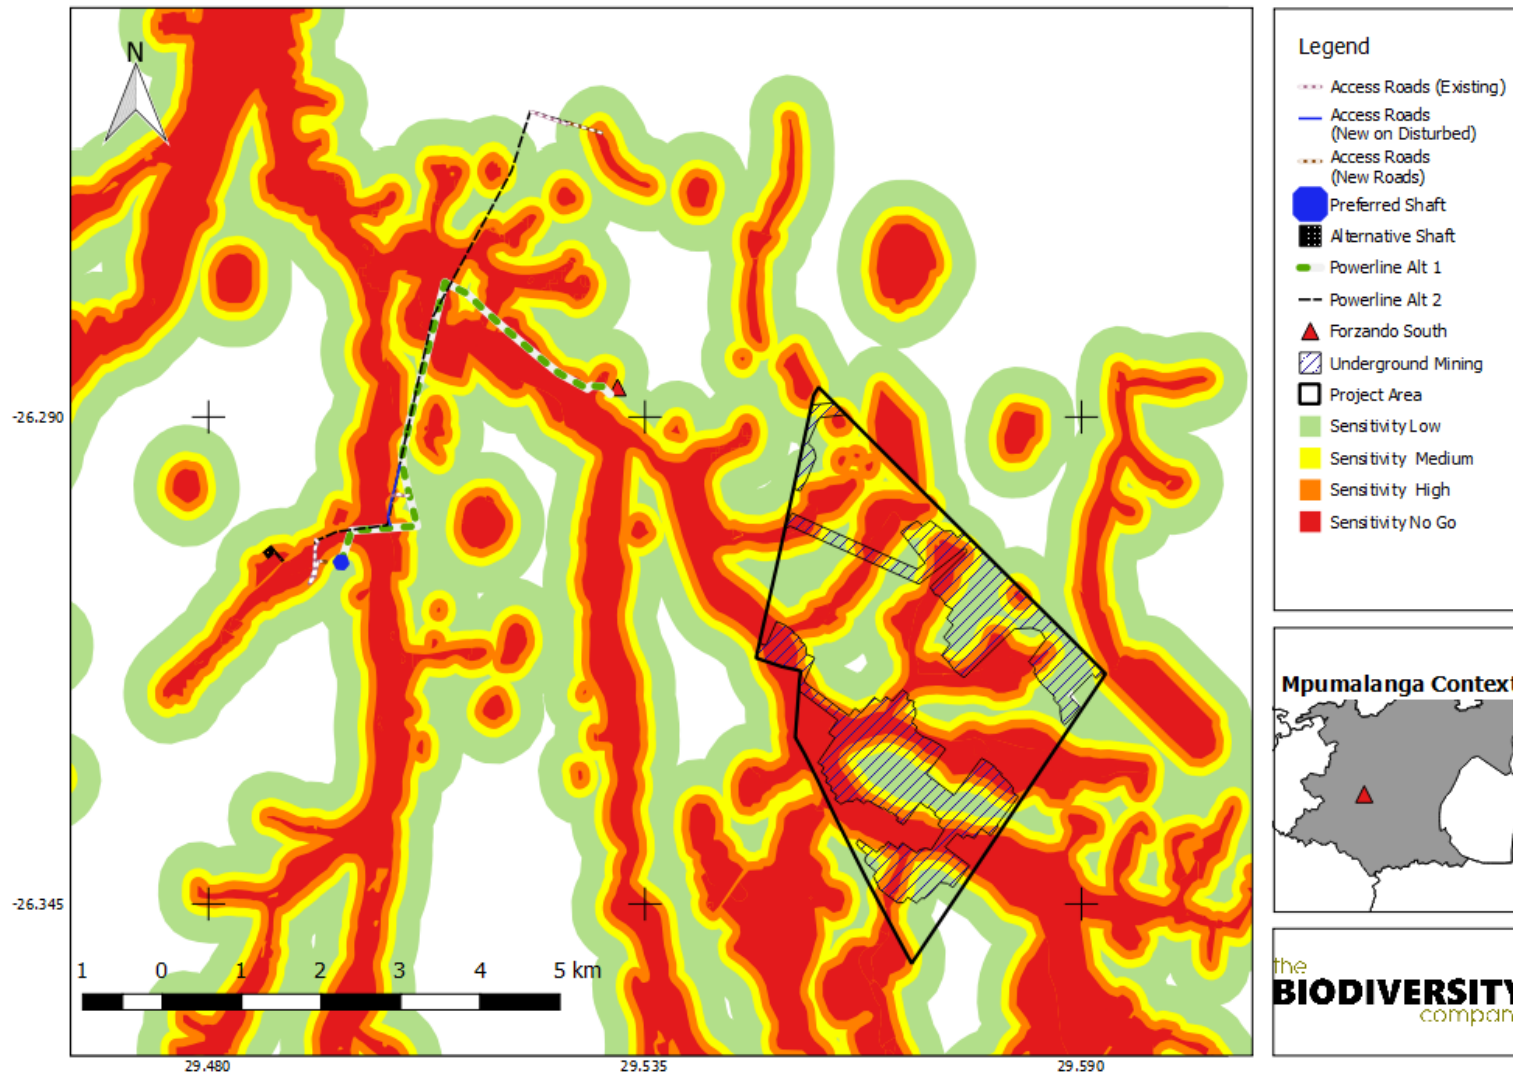 N
-26.290
-26.345
1 0 1 2 3 4 5 km
29.480 29.535 29.590
Legend
Access Roads (Existing)
Access Roads
(New on Disturbed)
Access Roads
(New Roads)
Preferred Shaft
Alternative Shaft
Powerline Alt 1
Powerline Alt 2
Forzando South
Underground Mining
Project Area
Sensitivity Low
Sensitivity Medium
Sensitivity High
Sensitivity No Go
Mpumalanga Context
the
BIODIVERSITY
compan